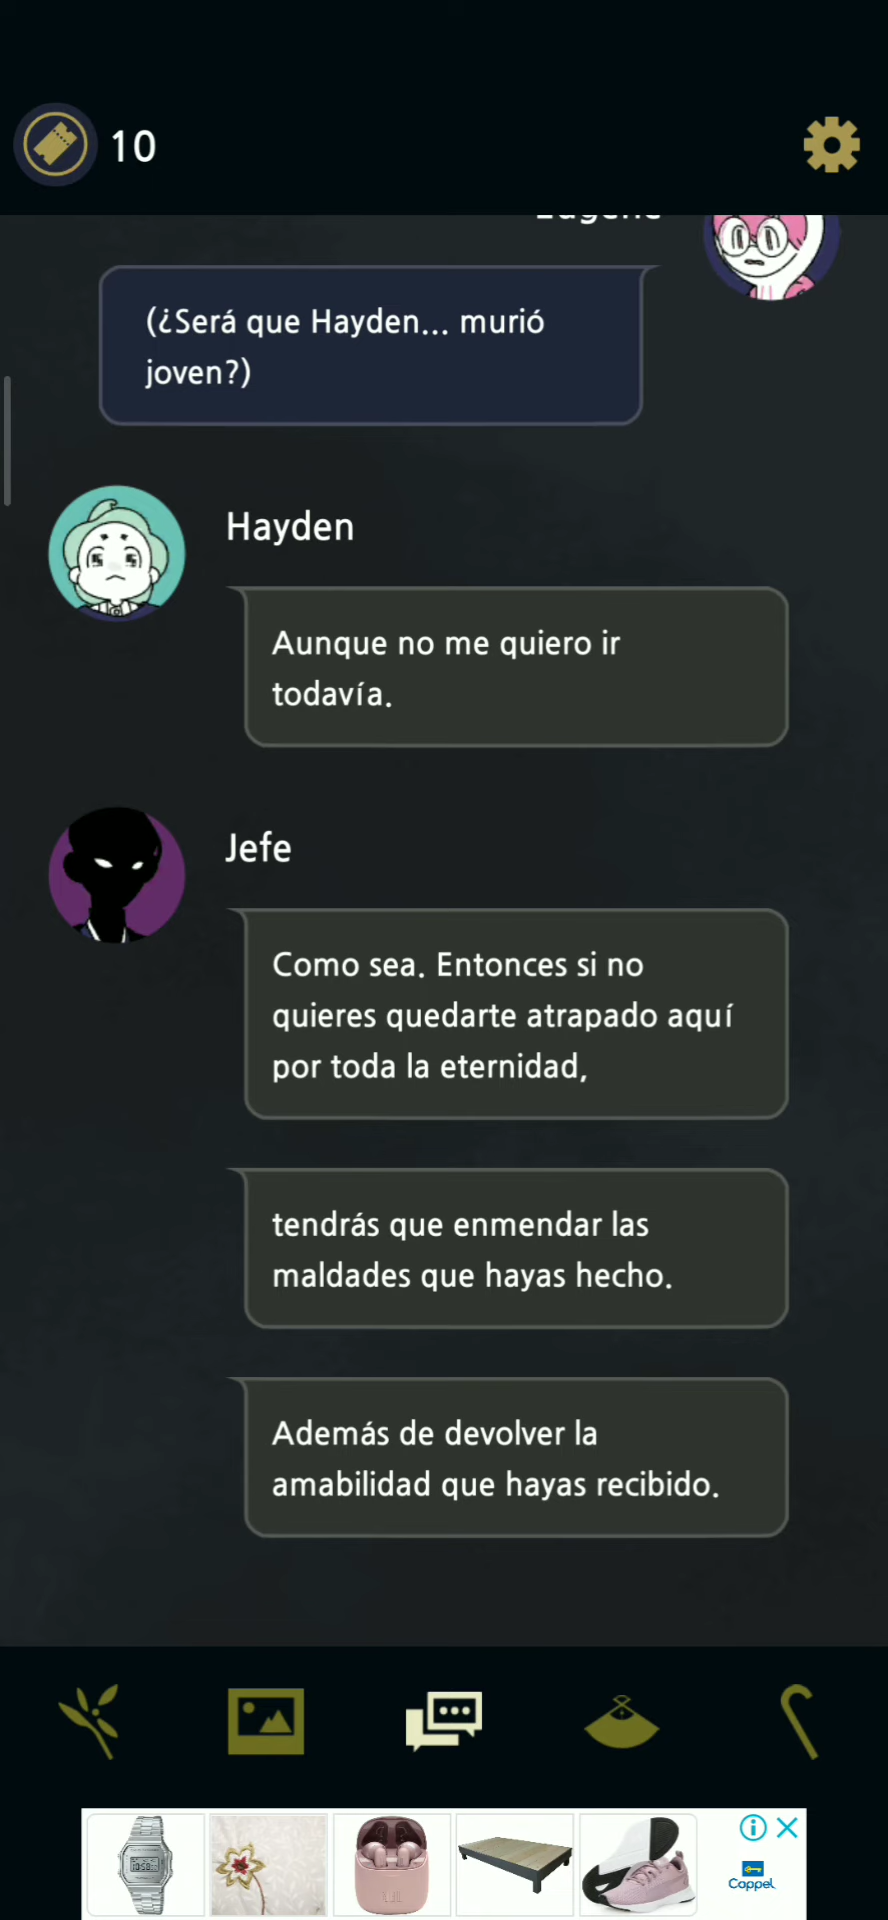 10
Eugene
(¿Será que Hayden... murió
joven?)
Hayden
Aunque no me quiero ir
todavía.
Jefe
Como sea. Entonces si no
quieres quedarte atrapado aquí
por toda la eternidad,
tendrás que enmendar las
maldades que hayas hecho.
Además de devolver la
amabilidad que hayas recibido.
Coppel